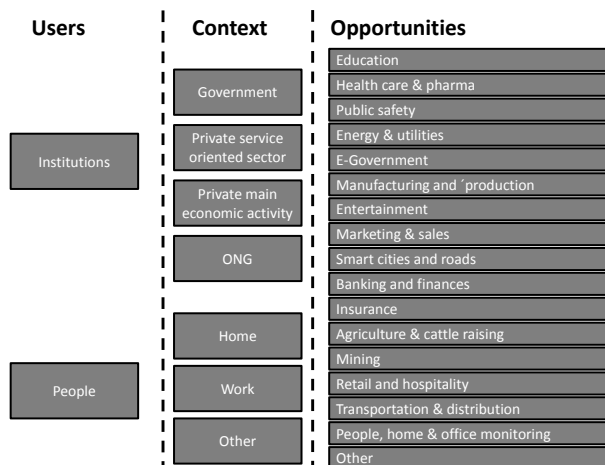 Users
Context
Opportunities
Institutions
People
Government
Private service
oriented sector
Private main
economic activity
ONG
Home
Work
Other
Education
Health care & pharma
Public safety
Energy & utilities
E-Government
Manufacturing and ´production
Entertainment
Marketing & sales
Smart cities and roads
Banking and finances
Insurance
Agriculture & cattle raising
Mining
Retail and hospitality
Transportation & distribution
People, home & office monitoring
Other